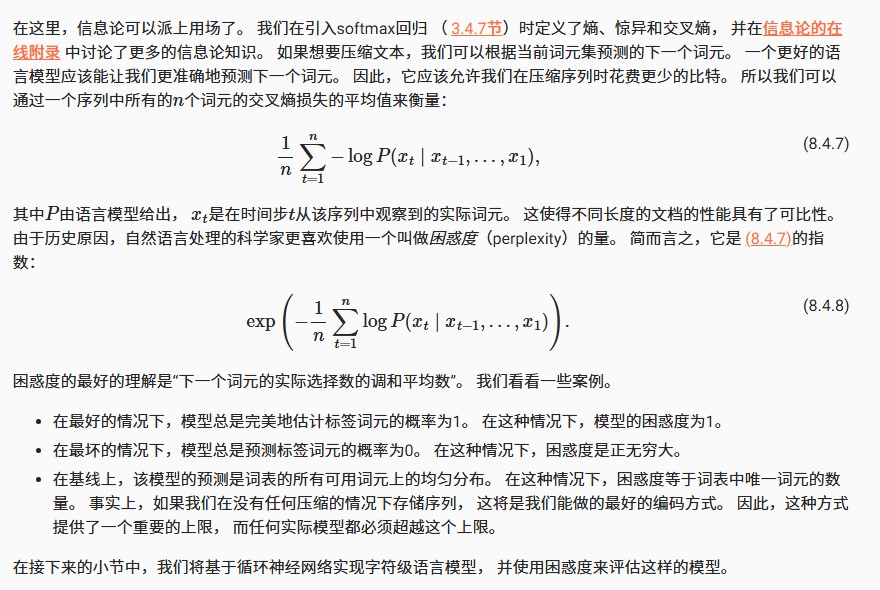 在这里，信息论可以派上用场了。 我们在引入softmax回归 （ 3.4.7节）时定义了熵、惊异和交叉熵， 并在信息论的在
线附录 中讨论了更多的信息论知识。 如果想要压缩文本，我们可以根据当前词元集预测的下一个词元。 一个更好的语
言模型应该能让我们更准确地预测下一个词元。 因此，它应该允许我们在压缩序列时花费更少的比特。 所以我们可以
通过一个序列中所有的n个词元的交叉熵损失的平均值来衡量：
\frac{1}{n} \sum_{t=1}^{n} -\log P(x_t \mid x_{t-1}, \ldots, x_1), (8.4.7)
其中P由语言模型给出， x_t是在时间步t从该序列中观察到的实际词元。 这使得不同长度的文档的性能具有了可比性。
由于历史原因，自然语言处理的科学家更喜欢使用一个叫做困惑度（perplexity）的量。 简而言之，它是 (8.4.7)的指
数：
\exp\left(-\frac{1}{n} \sum_{t=1}^{n} \log P(x_t \mid x_{t-1}, \ldots, x_1)\right). (8.4.8)
困惑度的最好的理解是“下一个词元的实际选择数的调和平均数”。 我们看看一些案例。
• 在最好的情况下，模型总是完美地估计标签词元的概率为1。 在这种情况下，模型的困惑度为1。
• 在最坏的情况下，模型总是预测标签词元的概率为0。 在这种情况下，困惑度是正无穷大。
• 在基线上，该模型的预测是词表的所有可用词元上的均匀分布。 在这种情况下，困惑度等于词表中唯一词元的数
量。 事实上，如果我们在没有任何压缩的情况下存储序列， 这将是我们能做的最好的编码方式。 因此，这种方式
提供了一个重要的上限， 而任何实际模型都必须超越这个上限。
在接下来的小节中，我们将基于循环神经网络实现字符级语言模型， 并使用困惑度来评估这样的模型。